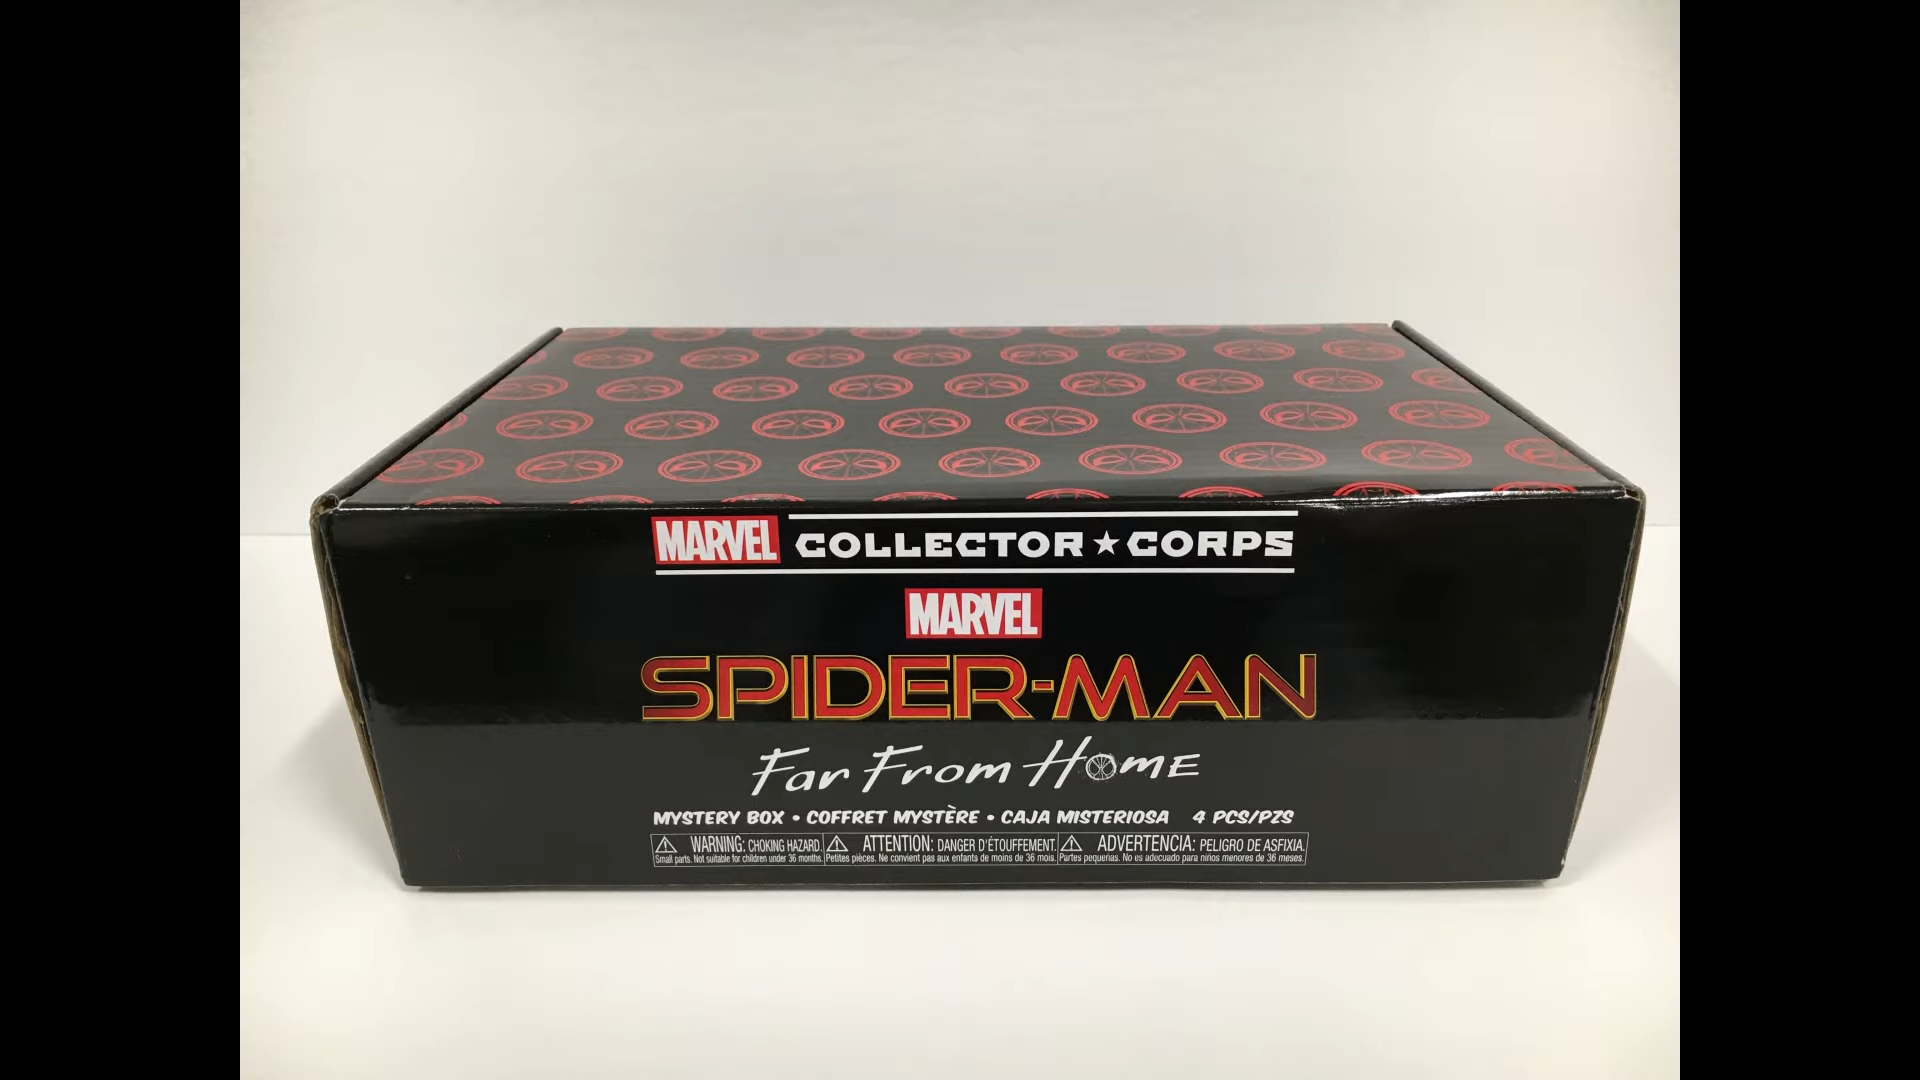 MARVEL COLLECTOR★CORPS
MARVEL
SPIDER-MAN
Far From Home
MYSTERY BOX • COFFRET MYSTÈRE • CAJA MISTERIOSA 4 PCS/PZS
WARNING: CHOKING HAZARD.
Small parts. Not suitable for children under 36 months.
ATTENTION: DANGER D'ÉTOUFFEMENT.
Petites pièces. Ne convient pas aux enfants de moins de 36 mois.
ADVERTENCIA: PELIGRO DE ASFIXIA.
Partes pequeñas. No es adecuado para niños menores de 36 meses.